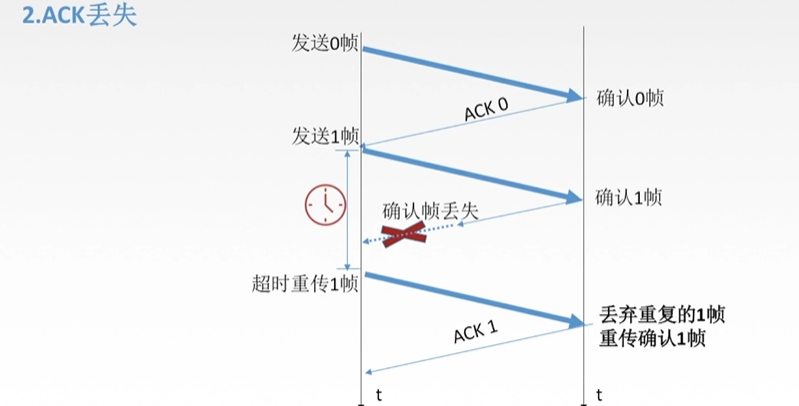 2.ACK丢失
发送0帧
ACK 0
确认0帧
发送1帧
确认帧丢失
确认1帧
超时重传1帧
ACK 1
丢弃重复的1帧
重传确认1帧
t
t